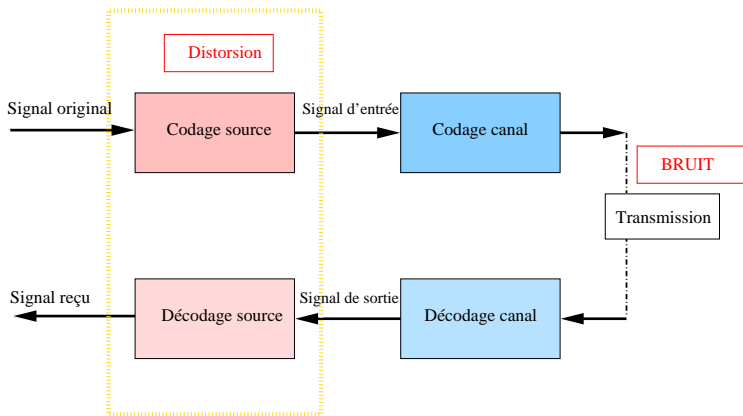 Distorsion
Signal original
Codage source
Signal d'entrée
Codage canal
BRUIT
Transmission
Signal reçu
Décodage source
Signal de sortie
Décodage canal